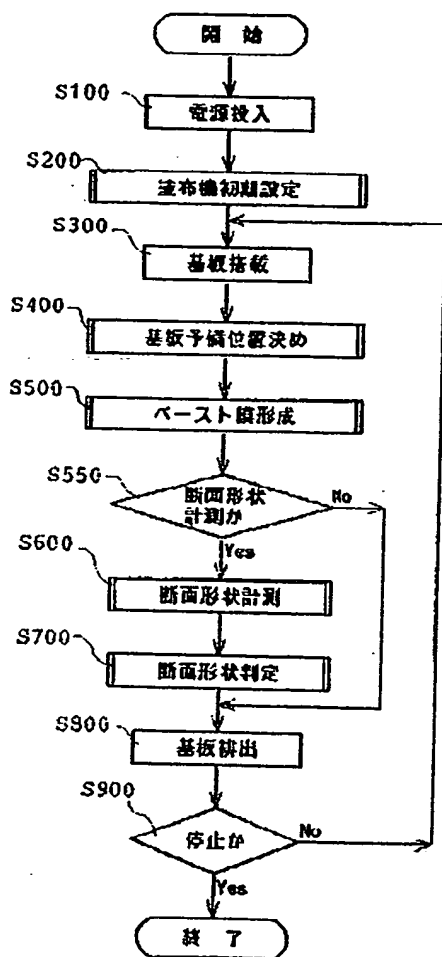 開 始
S100
電源投入
S200
塗布機初期設定
S300
基板搭載
S400
基板予備位置決め
S500
ペースト膜形成
S550
断面形状
計測か
No
Yes
S600
断面形状計測
S700
断面形状判定
S800
基板排出
S900
停止か
No
Yes
終 了